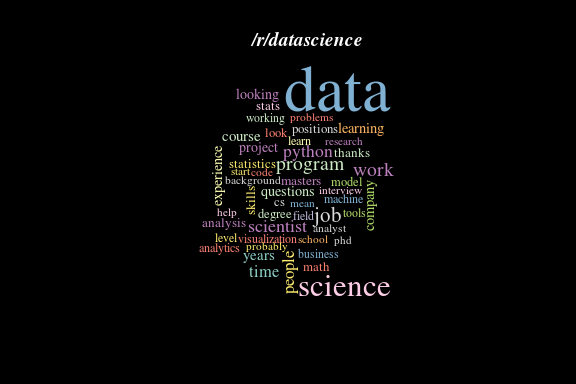 /r/datascience
data
looking
stats
working problems
positions learning
course look learn research
project python thanks
experience
statistics program
start code work
background masters model
skills questions interview company
cs mean machine
help degree field job tools
analysis scientist analyst
level visualization school phd
analytics probably
years people business
time math
science